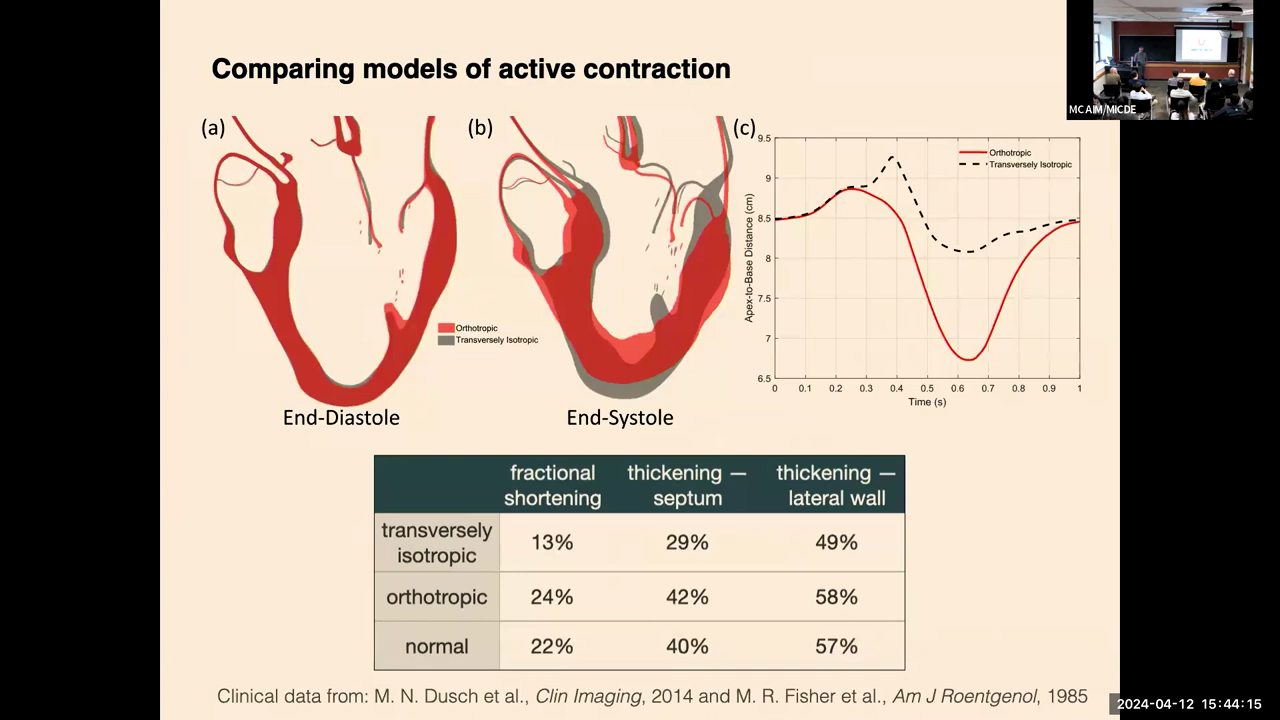 Comparing models of active contraction
MCAIM/MICDE
(a)
(b)
(c)
Orthotropic
Transversely Isotropic
End-Diastole
End-Systole
9.5
9
8.5
8
7.5
7
6.5
Apex-to-Base Distance (cm)
Orthotropic
Transversely Isotropic
0 0.1 0.2 0.3 0.4 0.5 0.6 0.7 0.8 0.9 1
Time (s)
fractional shortening
thickening — septum
thickening — lateral wall
transversely isotropic 13% 29% 49%
orthotropic 24% 42% 58%
normal 22% 40% 57%
Clinical data from: M. N. Dusch et al., Clin Imaging, 2014 and M. R. Fisher et al., Am J Roentgenol, 1985
2024-04-12 15:44:15